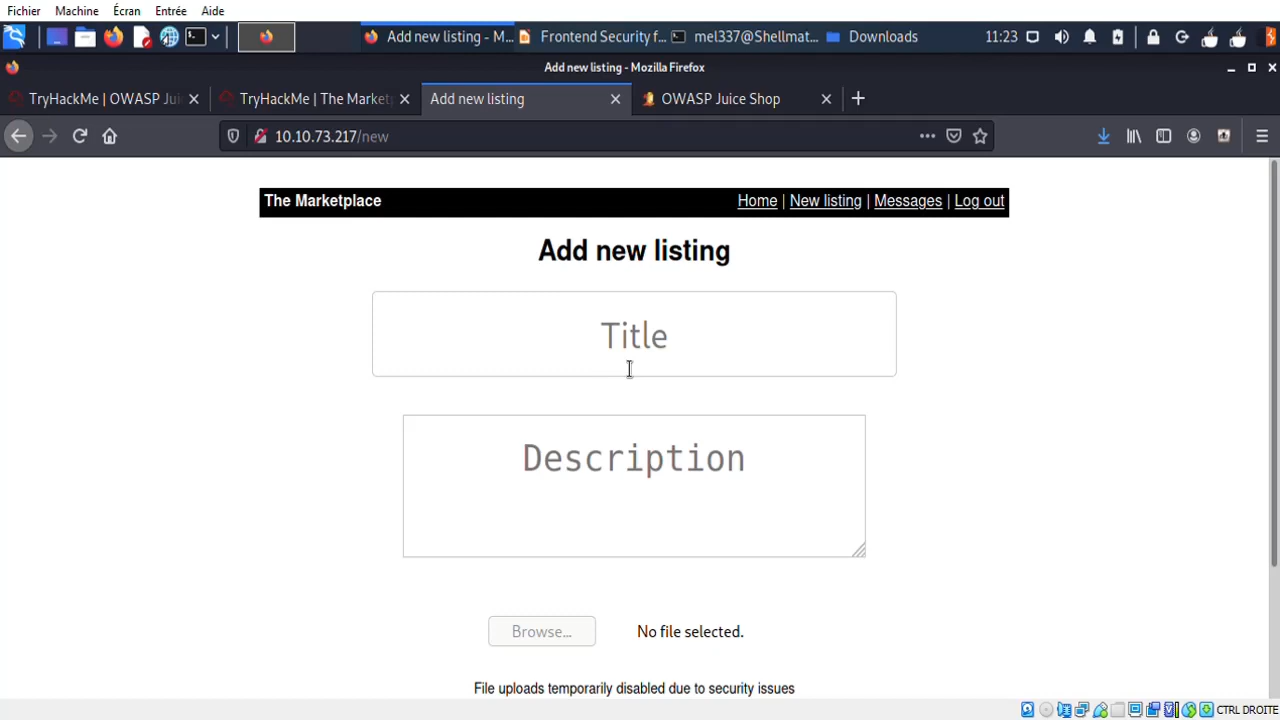 Fichier Machine Écran Entrée Aide
Add new listing - M... Frontend Security f... mel337@Shellmat... Downloads 11:23
Add new listing - Mozilla Firefox
TryHackMe | OWASP Jui TryHackMe | The Market Add new listing OWASP Juice Shop
10.10.73.217/new
The Marketplace Home | New listing | Messages | Log out
Add new listing
Title
Description
Browse... No file selected.
File uploads temporarily disabled due to security issues
CTRL DROITE